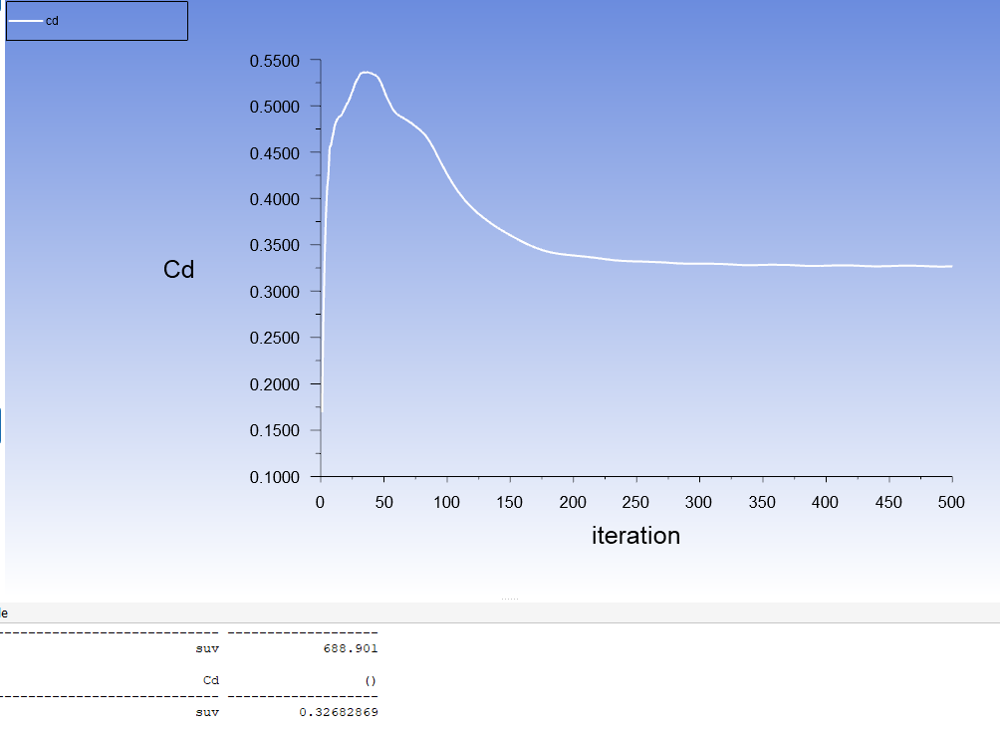 cd
0.5500
0.5000
0.4500
0.4000
0.3500
Cd
0.3000
0.2500
0.2000
0.1500
0.1000
0 50 100 150 200 250 300 350 400 450 500
iteration
e
---------------------------- -------------------
suv 688.901
Cd ()
---------------------------- -------------------
suv 0.32682869